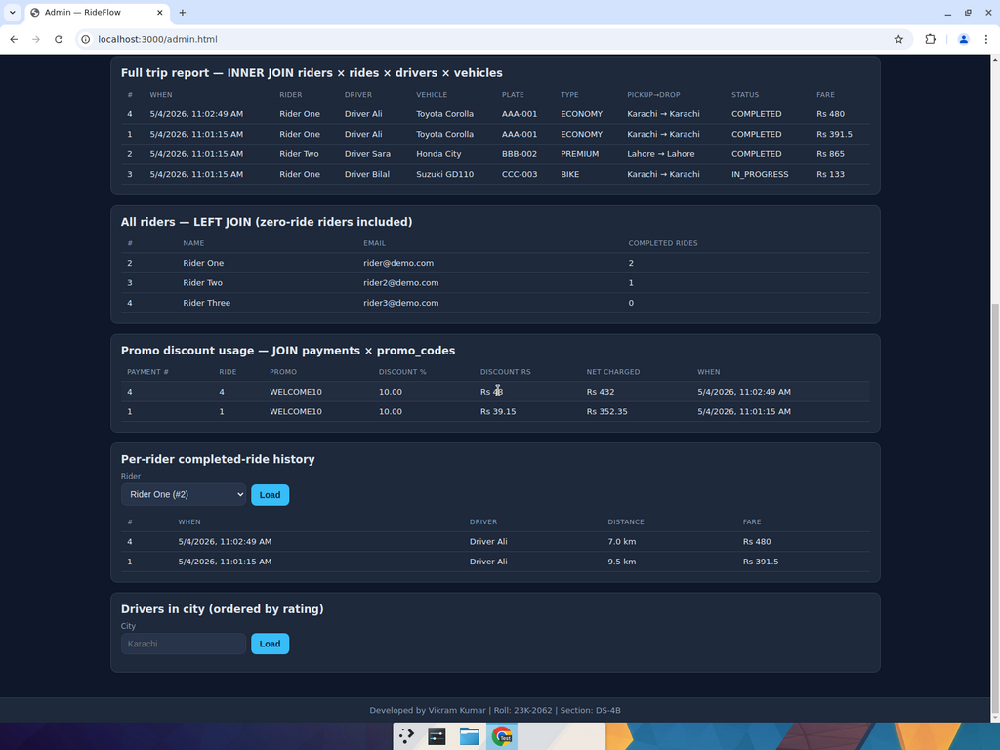 Admin — RideFlow
localhost:3000/admin.html
Full trip report — INNER JOIN riders × rides × drivers × vehicles
# WHEN RIDER DRIVER VEHICLE PLATE TYPE PICKUP→DROP STATUS FARE
4 5/4/2026, 11:02:49 AM Rider One Driver Ali Toyota Corolla AAA-001 ECONOMY Karachi → Karachi COMPLETED Rs 480
1 5/4/2026, 11:01:15 AM Rider One Driver Ali Toyota Corolla AAA-001 ECONOMY Karachi → Karachi COMPLETED Rs 391.5
2 5/4/2026, 11:01:15 AM Rider Two Driver Sara Honda City BBB-002 PREMIUM Lahore → Lahore COMPLETED Rs 865
3 5/4/2026, 11:01:15 AM Rider One Driver Bilal Suzuki GD110 CCC-003 BIKE Karachi → Karachi IN_PROGRESS Rs 133
All riders — LEFT JOIN (zero-ride riders included)
# NAME EMAIL COMPLETED RIDES
2 Rider One rider@demo.com 2
3 Rider Two rider2@demo.com 1
4 Rider Three rider3@demo.com 0
Promo discount usage — JOIN payments × promo_codes
PAYMENT # RIDE PROMO DISCOUNT % DISCOUNT RS NET CHARGED WHEN
4 4 WELCOME10 10.00 Rs Rs 432 5/4/2026, 11:02:49 AM
1 1 WELCOME10 10.00 Rs 39.15 Rs 352.35 5/4/2026, 11:01:15 AM
Per-rider completed-ride history
Rider
Rider One (#2) Load
# WHEN DRIVER DISTANCE FARE
4 5/4/2026, 11:02:49 AM Driver Ali 7.0 km Rs 480
1 5/4/2026, 11:01:15 AM Driver Ali 9.5 km Rs 391.5
Drivers in city (ordered by rating)
City
Karachi Load
Developed by Vikram Kumar | Roll: 23K-2062 | Section: DS-4B
Test